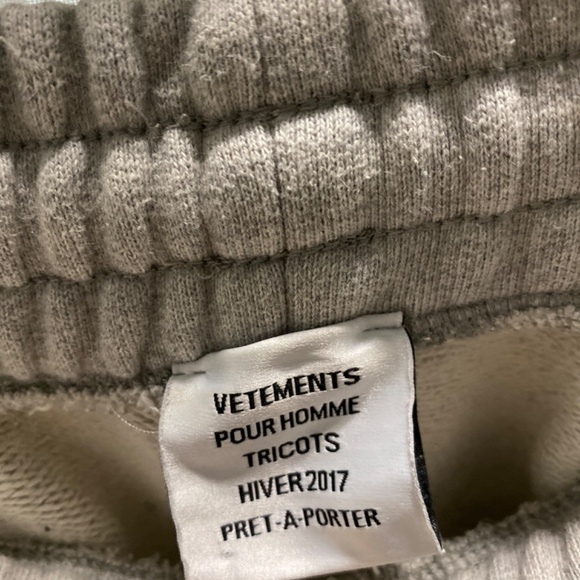 VETEMENTS
POUR HOMME
TRICOTS
HIVER 2017
PRET-A-PORTER